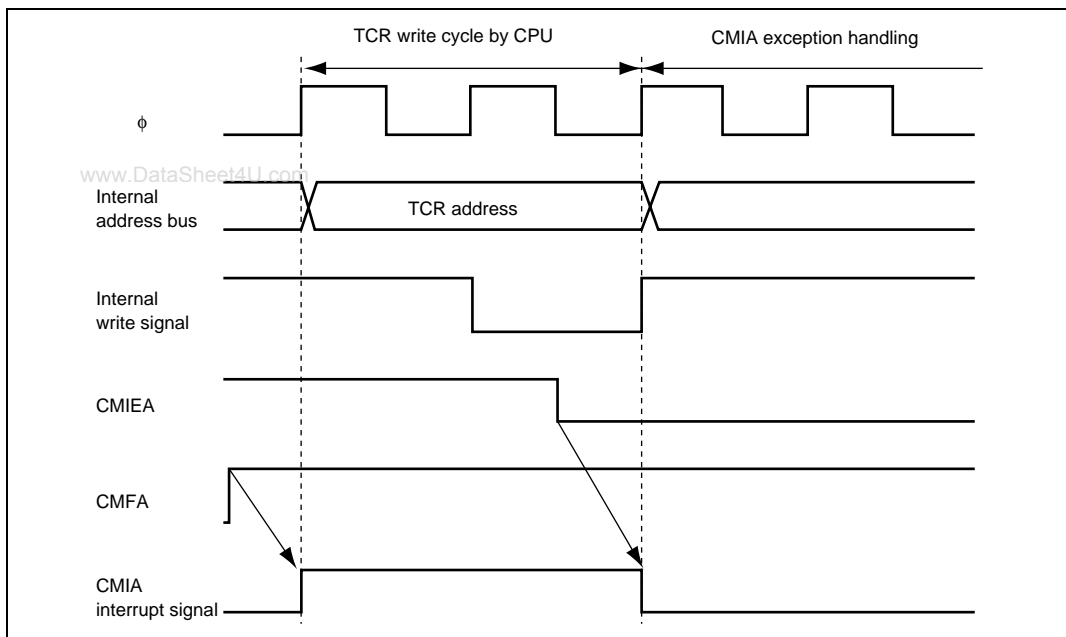 TCR write cycle by CPU
CMIA exception handling
φ
www.DataSheet4U.com
Internal
address bus
TCR address
Internal
write signal
CMIEA
CMFA
CMIA
interrupt signal